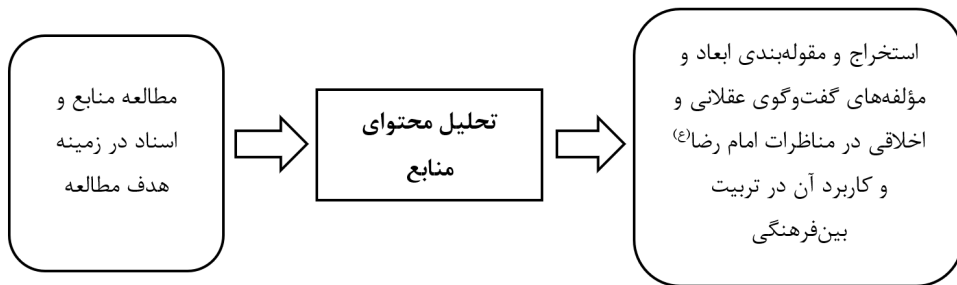 مطالعه منابع و
اسناد در زمینه
هدف مطالعه
تحلیل محتوای
منابع
استخراج و مقوله‌بندی ابعاد و
مؤلفه‌های گفت‌وگوی عقلانی و
اخلاقی در مناظرات امام رضا(ع)
و کاربرد آن در تربیت
بین‌فرهنگی